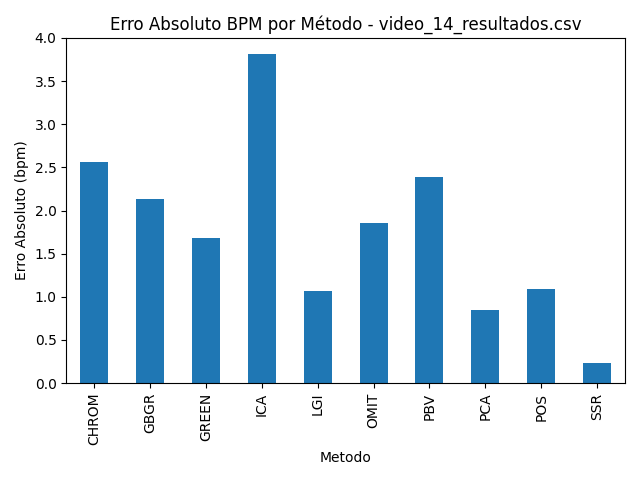 Erro Absoluto BPM por Método - video_14_resultados.csv
4.0
3.5
3.0
2.5
2.0
1.5
1.0
0.5
0.0
Erro Absoluto (bpm)
CHROM
GBGR
GREEN
ICA
LGI
OMIT
PBV
PCA
POS
SSR
Metodo